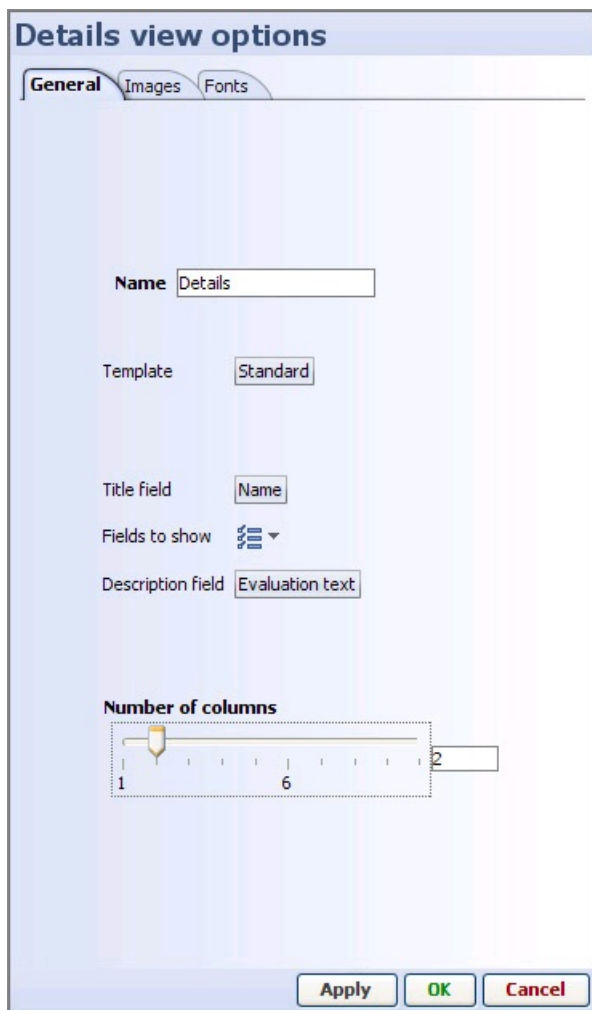 Details view options
General Images Fonts
Name Details
Template Standard
Title field Name
Fields to show
Description field Evaluation text
Number of columns
2
1 6
Apply OK Cancel